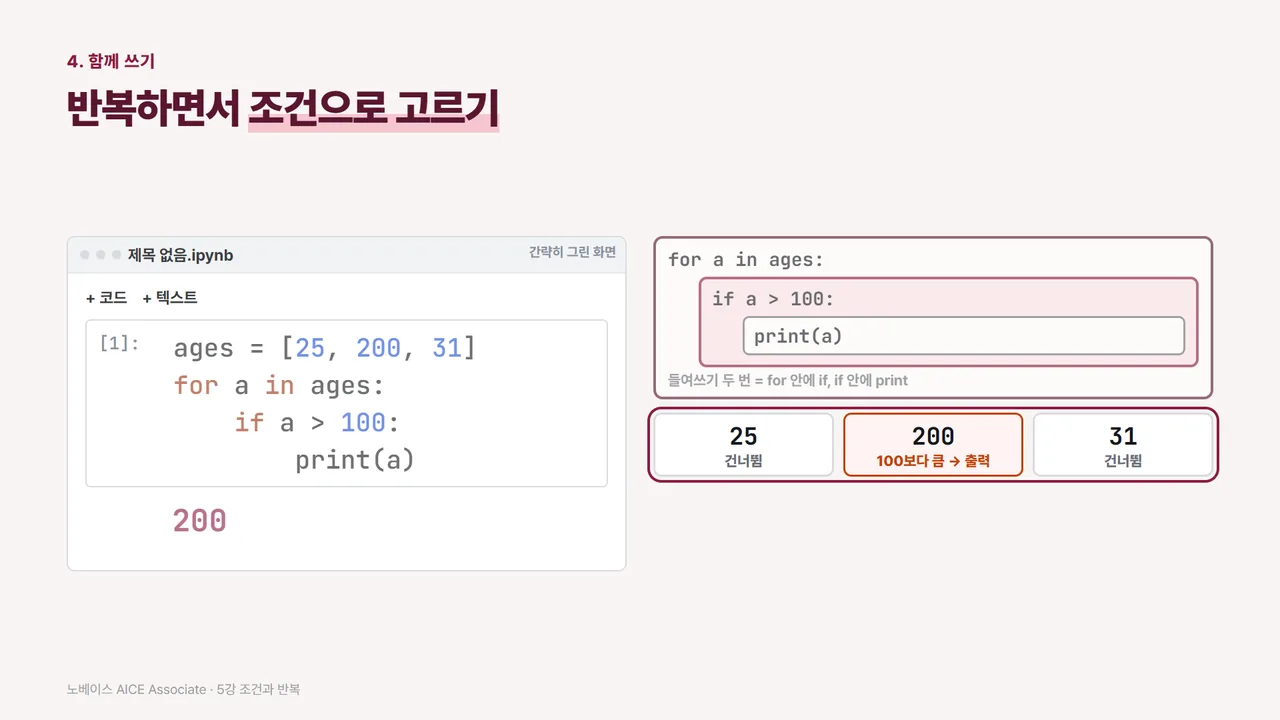 4. 함께 쓰기
반복하면서 조건으로 고르기
제목 없음.ipynb
간략히 그린 화면
+ 코드 + 텍스트
[1]:
ages = [25, 200, 31]
for a in ages:
if a > 100:
print(a)
200
for a in ages:
if a > 100:
print(a)
들여쓰기 두 번 = for 안에 if, if 안에 print
25
건너뜀
200
100보다 큼 → 출력
31
건너뜀
노베이스 AICE Associate · 5강 조건과 반복